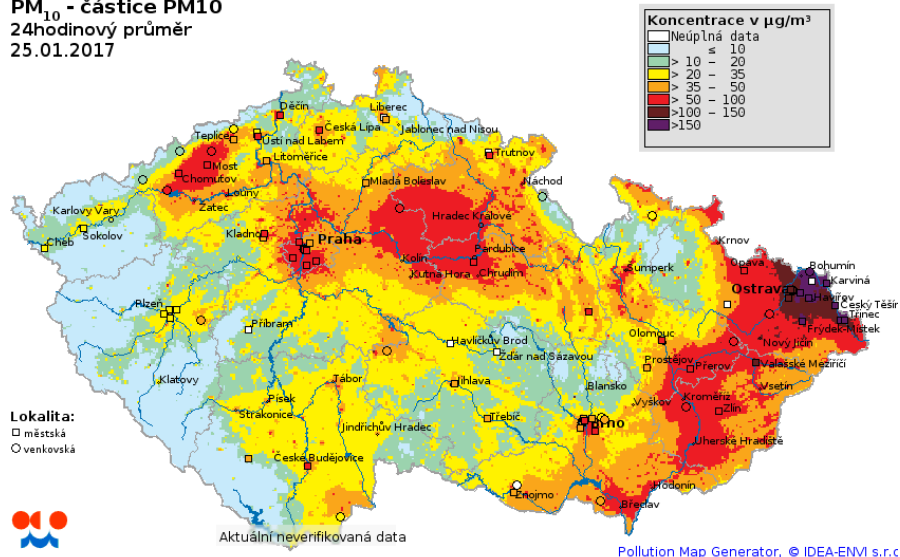 PM10 - částice PM10
24hodinový průměr
25.01.2017
Koncentrace v µg/m³
Neúplná data
≤ 10
> 10 - 20
> 20 - 35
> 35 - 50
> 50 - 100
>100 - 150
>150
Děčín
Liberec
Teplice
Ústí nad Labem
Česká Lípa
Jablonec nad Nisou
Litoměřice
Trutnov
Most
Chomutov
Mladá Boleslav
Náchod
Louny
Žatec
Karlovy Vary
Hradec Králové
Sokolov
Cheb
Kladno
Praha
Krnov
Pardubice
Kolín
Opava
Bohumín
Šumperk
Kutná Hora
Chrudim
Karviná
Ostrava
Havířov
Český Těšín
Plzeň
Třinec
Příbram
Frýdek-Místek
Havlíčkův Brod
Olomouc
Nový Jičín
Žďár nad Sázavou
Prostějov
Přerov
Valašské Meziříčí
Klatovy
Tábor
Jihlava
Blansko
Vsetín
Písek
Vyškov
Kroměříž
Zlín
Lokalita:
Strakonice
Třebíč
městská
Jindřichův Hradec
Brno
venkovská
Uherské Hradiště
České Budějovice
Hodonín
Znojmo
Břeclav
Aktuální neverifikovaná data
Pollution Map Generator, © IDEA-ENVI s.r.o